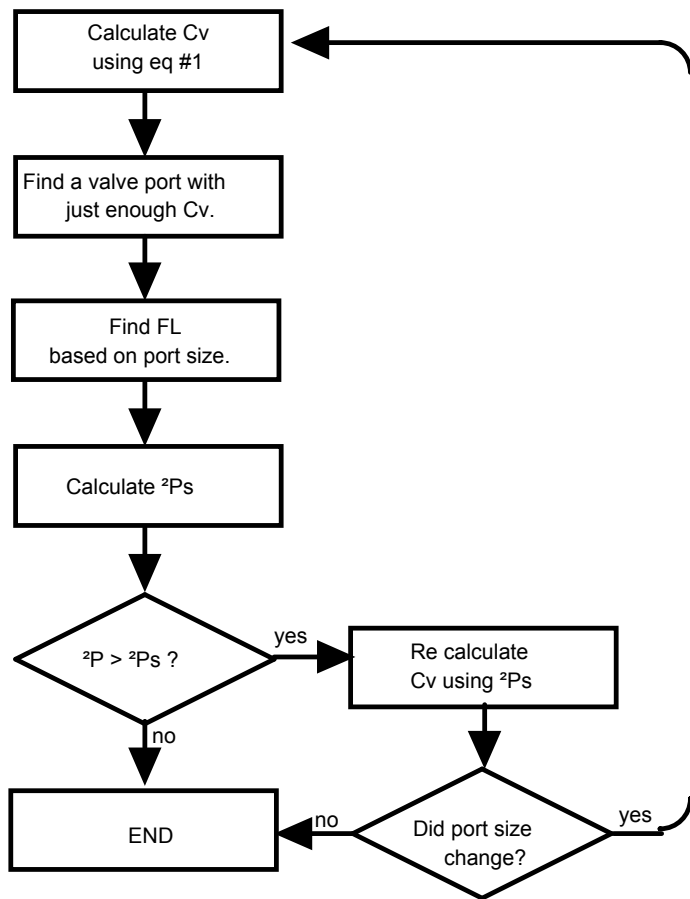 Calculate Cv
using eq #1
Find a valve port with
just enough Cv.
Find FL
based on port size.
Calculate ²Ps
²P > ²Ps ?
yes
Re calculate
Cv using ²Ps
no
END
no
Did port size
change?
yes